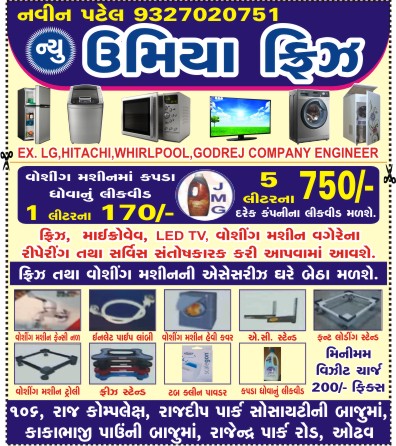 નવીન પટેલ 9327020751
ન્યુ ઉમિયા ફ્રિઝ
EX. LG,HITACHI,WHIRLPOOL,GODREJ COMPANY ENGINEER
વોશીંગ મશીનમાં કપડા
ધોવાનું લીકવીડ
1 લીટરના 170/-
JMG
5 લીટરના 750/-
દરેક કંપનીના લીકવીડ મળશે.
ફ્રિઝ, માઈક્રોવેવ, LED TV, વોશીંગ મશીન વગેરેના
રીપેરીંગ તથા સર્વિસ સંતોષકારક કરી આપવામાં આવશે.
ફ્રિઝ તથા વોશીંગ મશીનની એસેસરીઝ ઘરે બેઠા મળશે.
વોશીંગ મશીન ફેન્સી નળ
ઈનલેટ પાઈપ લાંબી
વોશીંગ મશીન હેવી કવર
એ.સી. સ્ટેન્ડ
ફ્રન્ટ લોડીંગ સ્ટેન્ડ
વોશીંગ મશીન ટ્રોલી
ફ્રીઝ સ્ટેન્ડ
ટબ ક્લીન પાવડર
કપડા ધોવાનું લીક્વીડ
મિનીમમ
વિઝીટ ચાર્જ
200/- ફિક્સ
૧૦૬, રાજ કોમ્પલેક્ષ, રાજદીપ પાર્ક સોસાયટીની બાજુમાં,
કાકાભાજી પાઉંની બાજુમાં, રાજેન્દ્ર પાર્ક રોડ, ઓઢવ